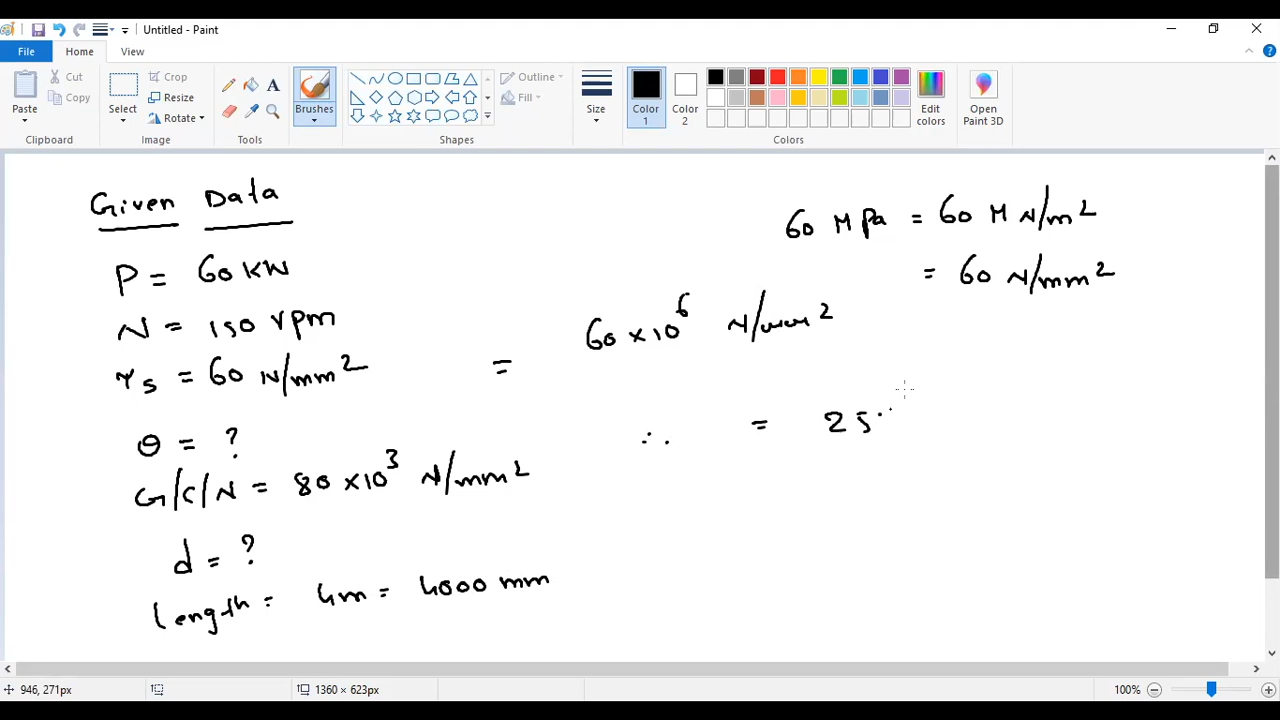 Untitled - Paint
File Home View
Paste Cut Copy Select Crop Resize Rotate Brushes Outline Fill Size Color 1 Color 2 Edit colors Open Paint 3D
Clipboard Image Tools Shapes Colors
Given Data
P = 60 KW
N = 150 rpm
τs = 60 N/mm²
θ = ?
G/C/N = 80 × 10³ N/mm²
d = ?
length = 4m = 4000 mm
60 MPa = 60 M N/m²
= 60 N/mm²
= 60 × 10⁶ N/mm²
∴ = 25.
946, 271px 1360 × 623px 100%